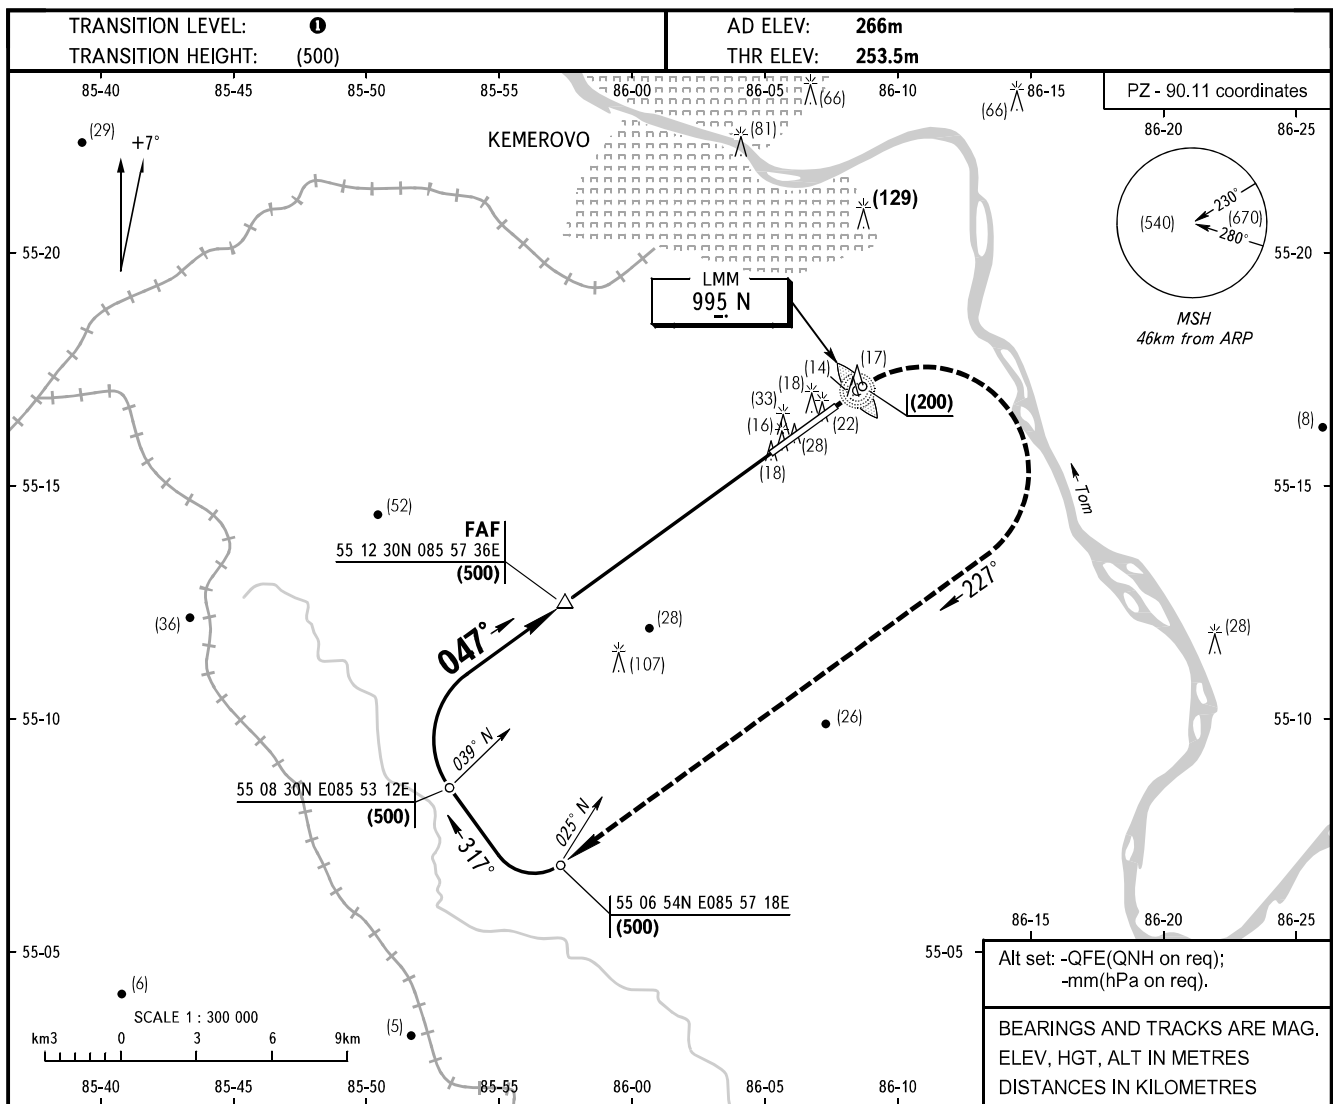 TRANSITION LEVEL: ❶
TRANSITION HEIGHT: (500)
AD ELEV: 266m
THR ELEV: 253.5m
85-40 85-45 85-50 85-55 86-00 86-05 86-10 86-15
PZ - 90.11 coordinates
86-20 86-25
(66)
(66)
(29)
+7°
KEMEROVO
(81)
(129)
230°
(540) (670)
280°
55-20
55-20
MSH
46km from ARP
LMM
995 N
(17)
(14)
(18)
(33)
(200)
(16)
(22)
(28)
(18)
(8)
55-15
55-15
Tom
(52)
FAF
55 12 30N 085 57 36E
(500)
227°
(36)
(28)
(28)
047°
(107)
55-10
(26)
55-10
039° N
55 08 30N E085 53 12E
(500)
025° N
317°
55 06 54N E085 57 18E
(500)
86-15 86-20 86-25
55-05
55-05
Alt set: -QFE(QNH on req);
-mm(hPa on req).
(6)
SCALE 1 : 300 000
(5)
km3 0 3 6 9km
BEARINGS AND TRACKS ARE MAG.
ELEV, HGT, ALT IN METRES
DISTANCES IN KILOMETRES
85-40 85-45 85-50 85-55 86-00 86-05 86-10